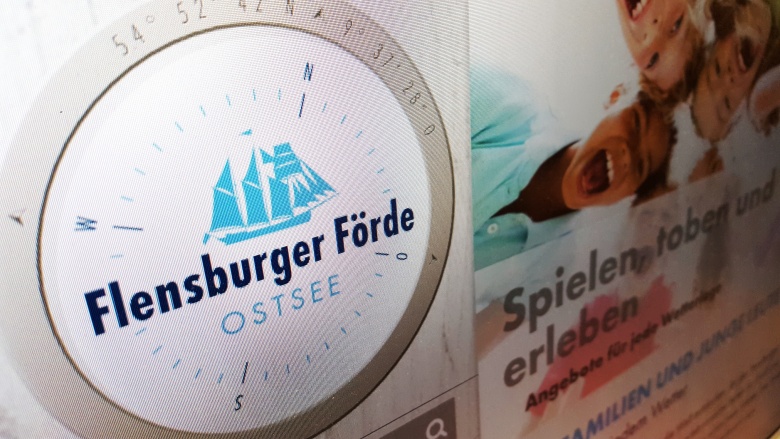 54° 52' 42" N
9° 37' 28" O
N
W
O
S
Flensburger Förde
OSTSEE
Spielen, toben und
erleben
Angebote für jede Wetterlage
FAMILIEN UND JUNGE LEUTE